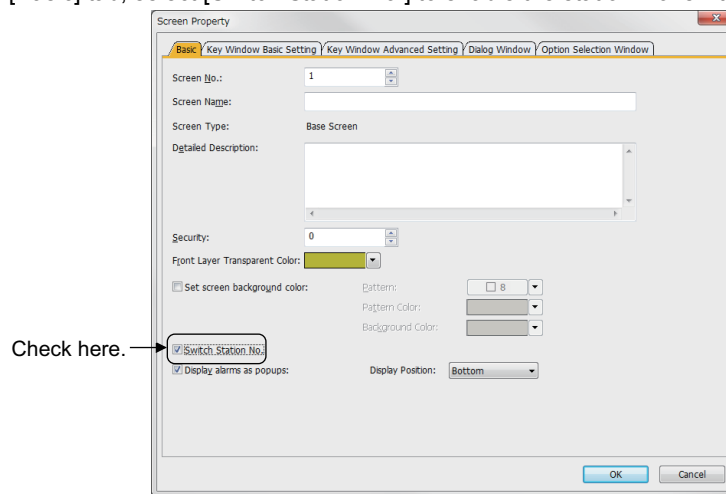 Screen Property
Basic Key Window Basic Setting Key Window Advanced Setting Dialog Window Option Selection Window
Screen No.: 1
Screen Name:
Screen Type: Base Screen
Detailed Description:
Security: 0
Front Layer Transparent Color:
Set screen background color: Pattern: 8
Pattern Color:
Background Color:
Check here. Switch Station No.:
Display alarms as popups: Display Position: Bottom
OK Cancel